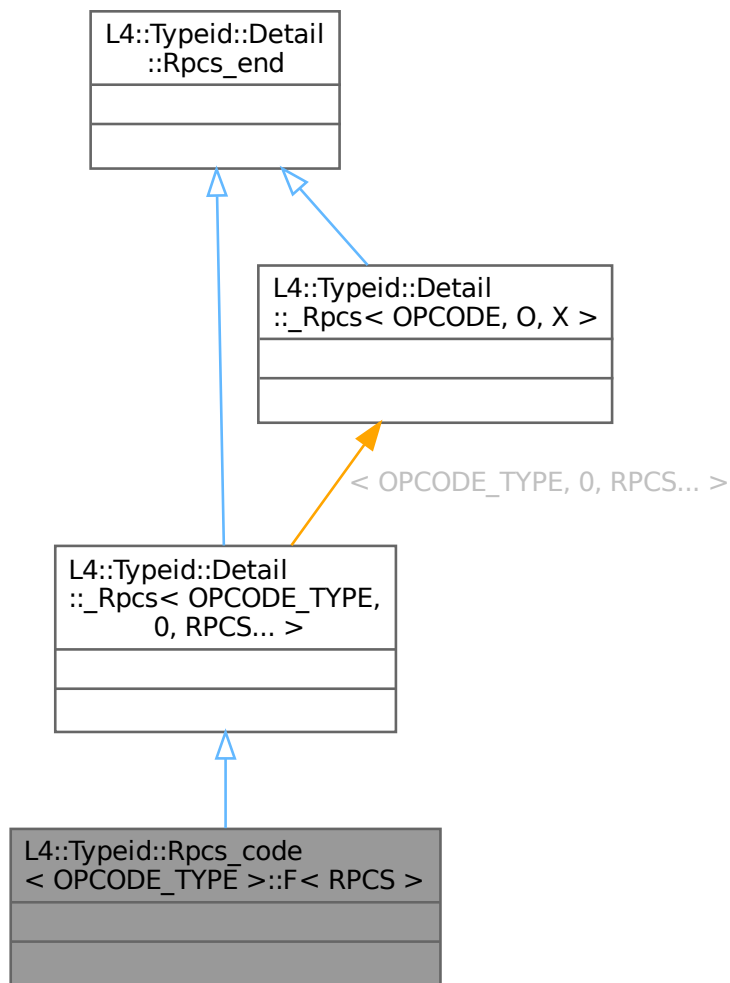 L4::Typeid::Detail
::Rpcs_end
L4::Typeid::Detail
::_Rpcs< OPCODE, O, X >
< OPCODE_TYPE, 0, RPCS... >
L4::Typeid::Detail
::_Rpcs< OPCODE_TYPE,
0, RPCS... >
L4::Typeid::Rpcs_code
< OPCODE_TYPE >::F< RPCS >